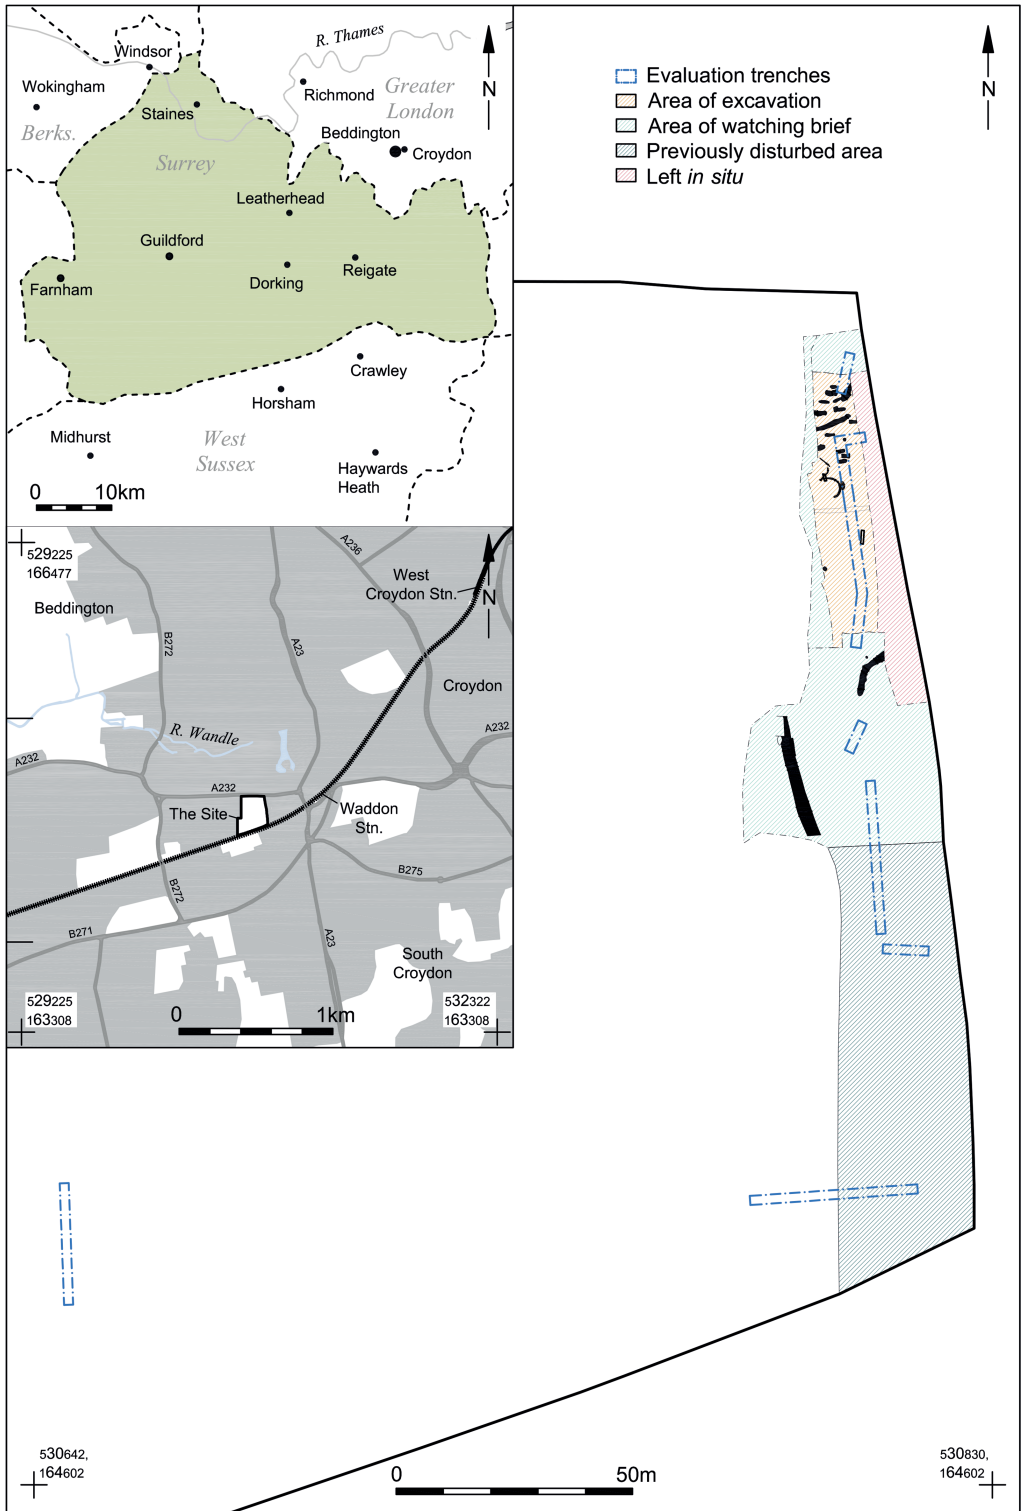 Windsor
R. Thames
N
Wokingham
Richmond
Greater
London
Staines
Berks.
Beddington
Croydon
Surrey
Leatherhead
Guildford
Reigate
Dorking
Farnham
Crawley
Horsham
Midhurst
West
Sussex
Haywards
Heath
0 10km
529225
166477
A236
West
Croydon Stn.
N
Beddington
B272
A23
Croydon
R. Wandle
A232
A232
A232
The Site
Waddon
Stn.
B275
B272
B271
A23
South
Croydon
529225
163308
0 1km
532322
163308
Evaluation trenches
Area of excavation
Area of watching brief
Previously disturbed area
Left in situ
N
530642,
164602
0 50m
530830,
164602